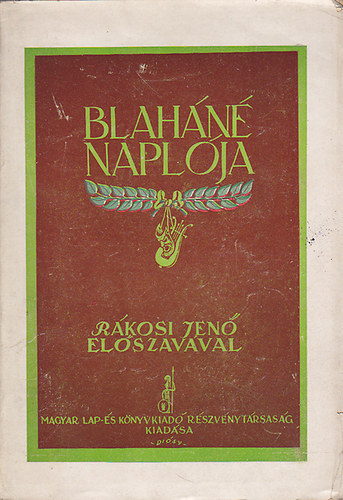 BLAHÁNÉ
NAPLÓJA
RÁKOSI JENŐ
ELŐSZAVÁVAL
MAGYAR LAP-ÉS KÖNYVKIADÓ RÉSZVÉNYTÁRSASÁG
KIADÁSA